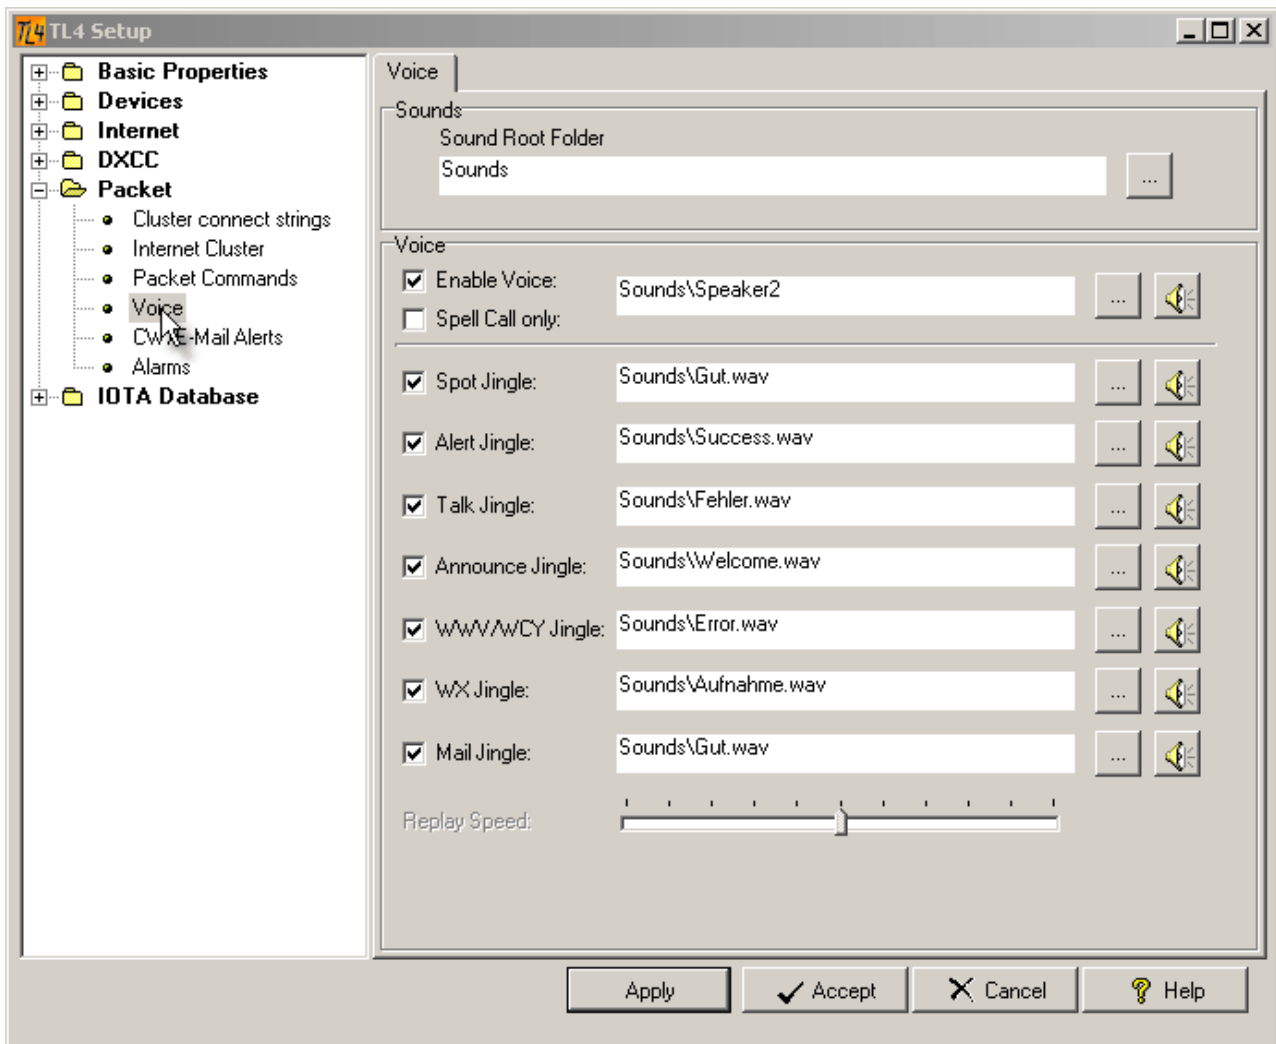 TL4 TL4 Setup
Basic Properties
Devices
Internet
DXCC
Packet
Cluster connect strings
Internet Cluster
Packet Commands
Voice
CW\E-Mail Alerts
Alarms
IOTA Database
Voice
Sounds
Sound Root Folder
Sounds
...
Voice
Enable Voice:
Sounds\Speaker2
...
Spell Call only:
Spot Jingle:
Sounds\Gut.wav
...
Alert Jingle:
Sounds\Success.wav
...
Talk Jingle:
Sounds\Fehler.wav
...
Announce Jingle:
Sounds\Welcome.wav
...
WWV/WCY Jingle:
Sounds\Error.wav
...
WX Jingle:
Sounds\Aufnahme.wav
...
Mail Jingle:
Sounds\Gut.wav
...
Replay Speed:
Apply
Accept
Cancel
? Help